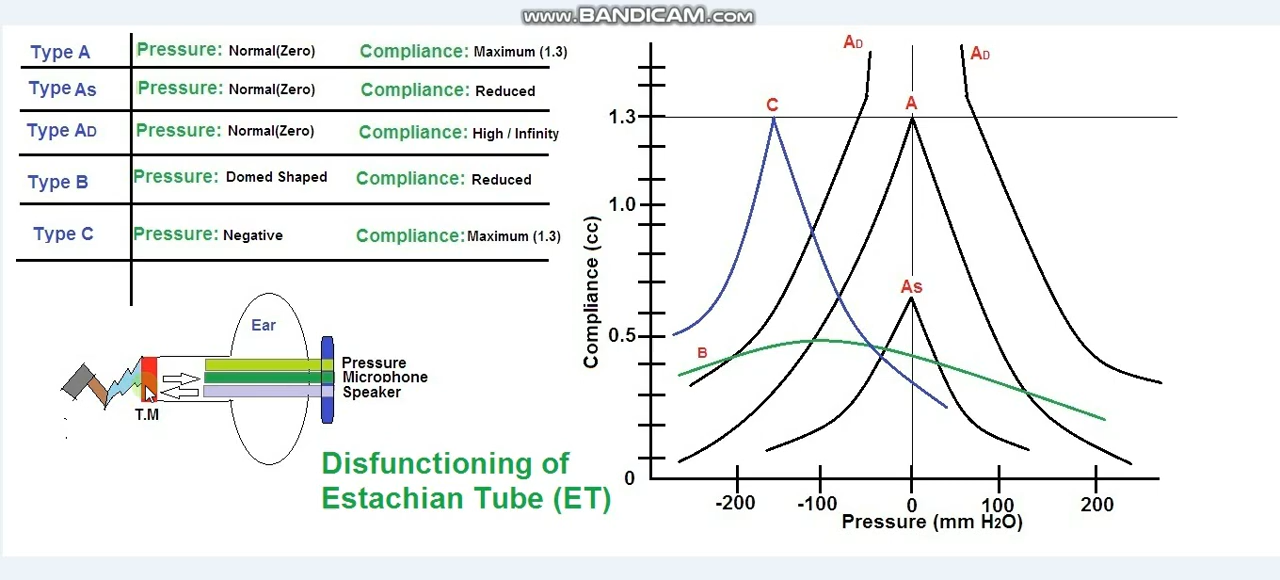 www.BANDICAM.com
Type A Pressure: Normal(Zero) Compliance: Maximum (1.3)
Type As Pressure: Normal(Zero) Compliance: Reduced
Type AD Pressure: Normal(Zero) Compliance: High / Infinity
Type B Pressure: Domed Shaped Compliance: Reduced
Type C Pressure: Negative Compliance: Maximum (1.3)
Ear
Pressure
Microphone
Speaker
T.M
Disfunctioning of
Estachian Tube (ET)
AD
AD
C
A
1.3
1.0
As
0.5
B
0
Compliance (cc)
-200 -100 0 100 200
Pressure (mm H2O)